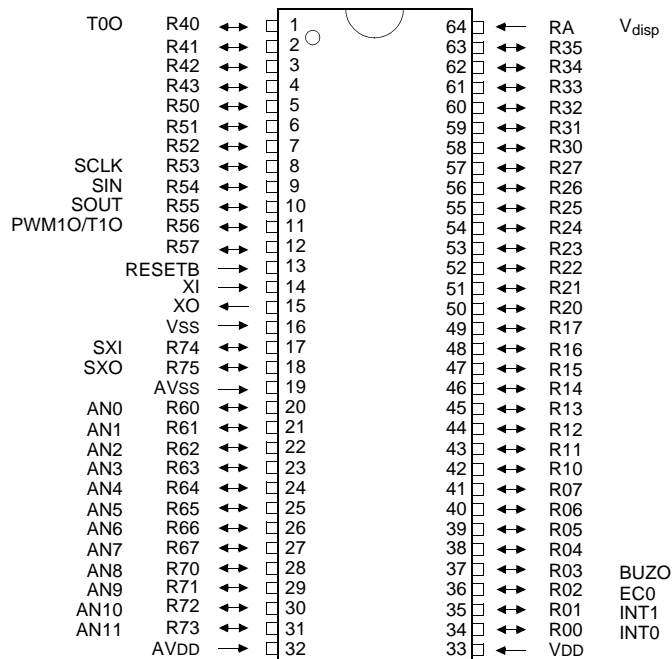 T0O R40 1 64 RA Vdisp
R41 2 63 R35
R42 3 62 R34
R43 4 61 R33
R50 5 60 R32
R51 6 59 R31
R52 7 58 R30
SCLK R53 8 57 R27
SIN R54 9 56 R26
SOUT R55 10 55 R25
PWM1O/T1O R56 11 54 R24
R57 12 53 R23
RESETB 13 52 R22
XI 14 51 R21
XO 15 50 R20
VSS 16 49 R17
SXI R74 17 48 R16
SXO R75 18 47 R15
AVSS 19 46 R14
AN0 R60 20 45 R13
AN1 R61 21 44 R12
AN2 R62 22 43 R11
AN3 R63 23 42 R10
AN4 R64 24 41 R07
AN5 R65 25 40 R06
AN6 R66 26 39 R05
AN7 R67 27 38 R04
AN8 R70 28 37 R03 BUZO
AN9 R71 29 36 R02 EC0
AN10 R72 30 35 R01 INT1
AN11 R73 31 34 R00 INT0
AVDD 32 33 VDD